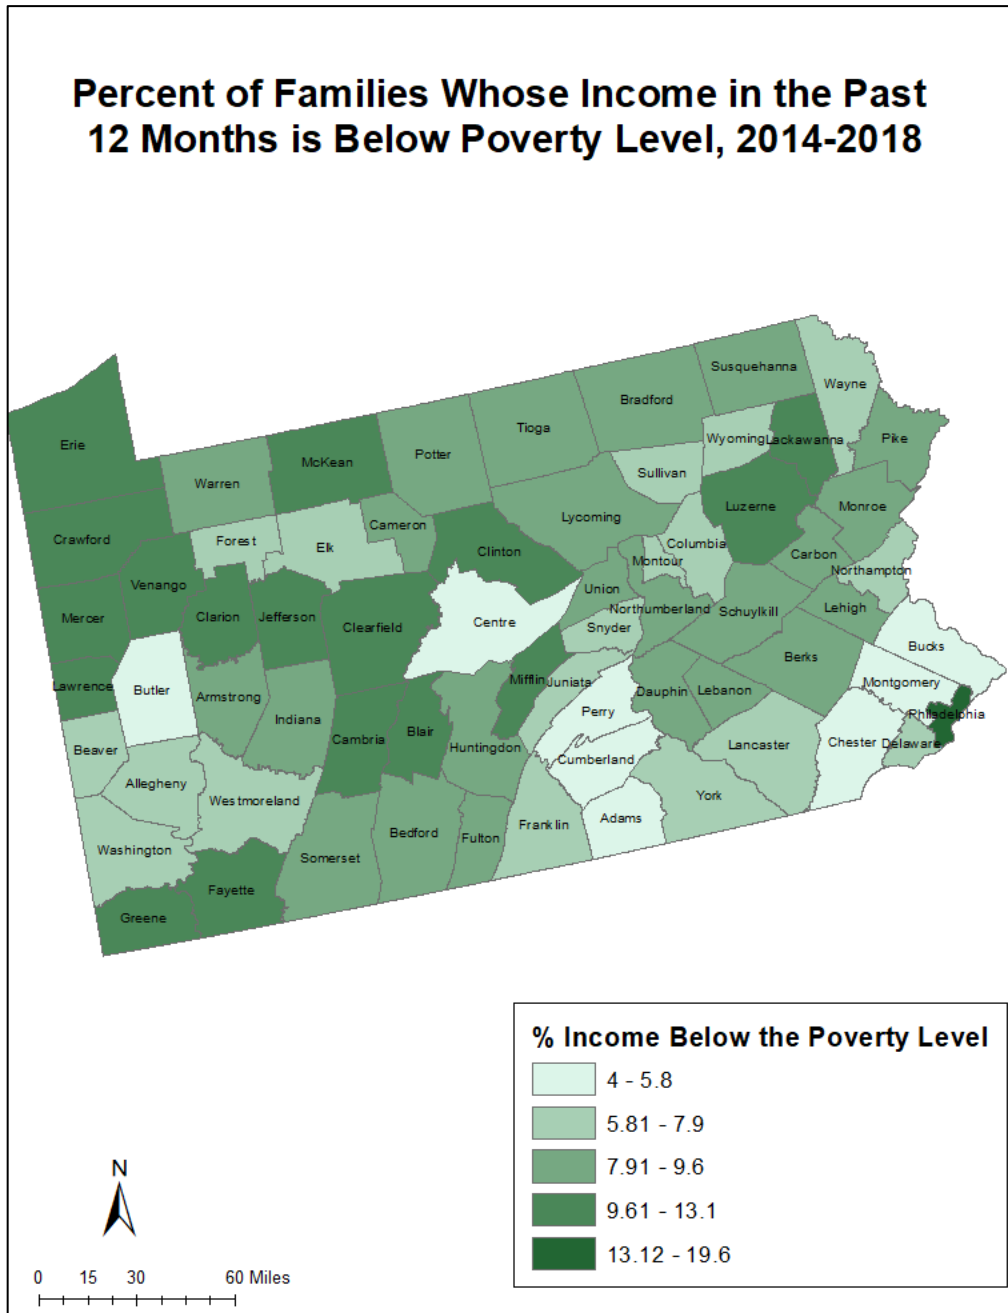 Percent of Families Whose Income in the Past
12 Months is Below Poverty Level, 2014-2018
Susquehanna
Wayne
Bradford
Tioga
Erie
McKean
Potter
Wyoming
Lackawanna
Pike
Sullivan
Warren
Luzerne
Monroe
Lycoming
Cameron
Crawford
Forest
Elk
Clinton
Columbia
Carbon
Montour
Northampton
Venango
Union
Mercer
Clarion
Jefferson
Clearfield
Centre
Northumberland
Schuylkill
Lehigh
Snyder
Bucks
Berks
Lawrence
Butler
Armstrong
Mifflin
Juniata
Montgomery
Dauphin
Lebanon
Indiana
Perry
Philadelphia
Cambria
Blair
Huntingdon
Chester
Delaware
Beaver
Lancaster
Cumberland
Allegheny
Westmoreland
York
Franklin
Adams
Bedford
Fulton
Washington
Somerset
Fayette
Greene
% Income Below the Poverty Level
4 - 5.8
5.81 - 7.9
7.91 - 9.6
9.61 - 13.1
13.12 - 19.6
N
0 15 30 60 Miles